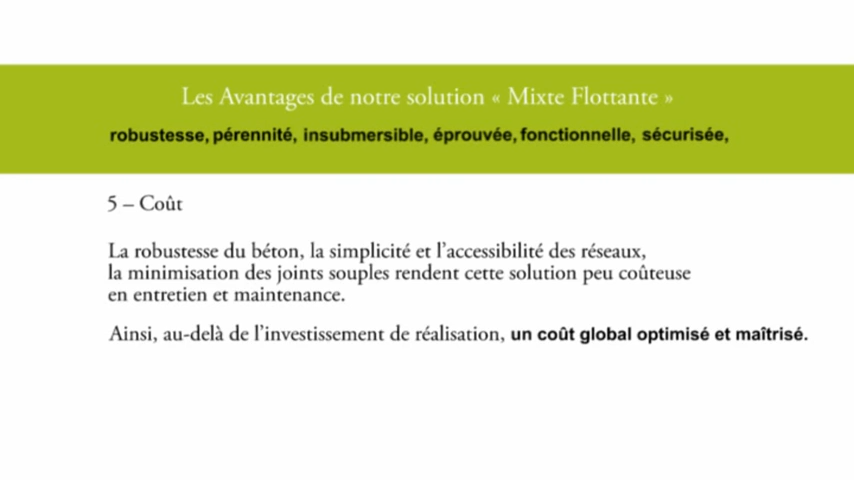 Les Avantages de notre solution « Mixte Flottante »
robustesse, pérennité, insubmersible, éprouvée, fonctionnelle, sécurisée,
5 – Coût
La robustesse du béton, la simplicité et l'accessibilité des réseaux,
la minimisation des joints souples rendent cette solution peu coûteuse
en entretien et maintenance.
Ainsi, au-delà de l'investissement de réalisation, un coût global optimisé et maîtrisé.